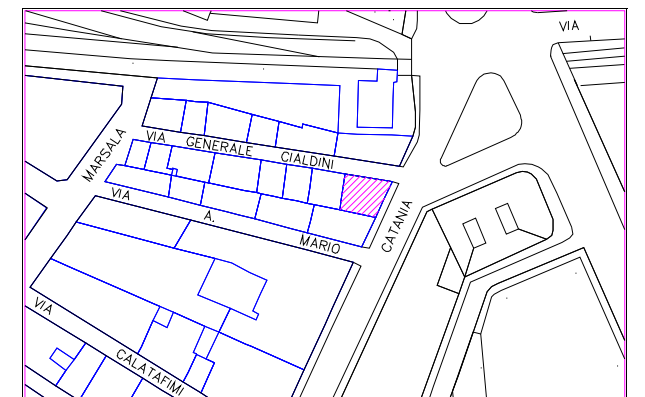 VIA
VIA GENERALE CIALDINI
MARSALA
VIA A. MARIO
CATANIA
VIA CALATAFIMI